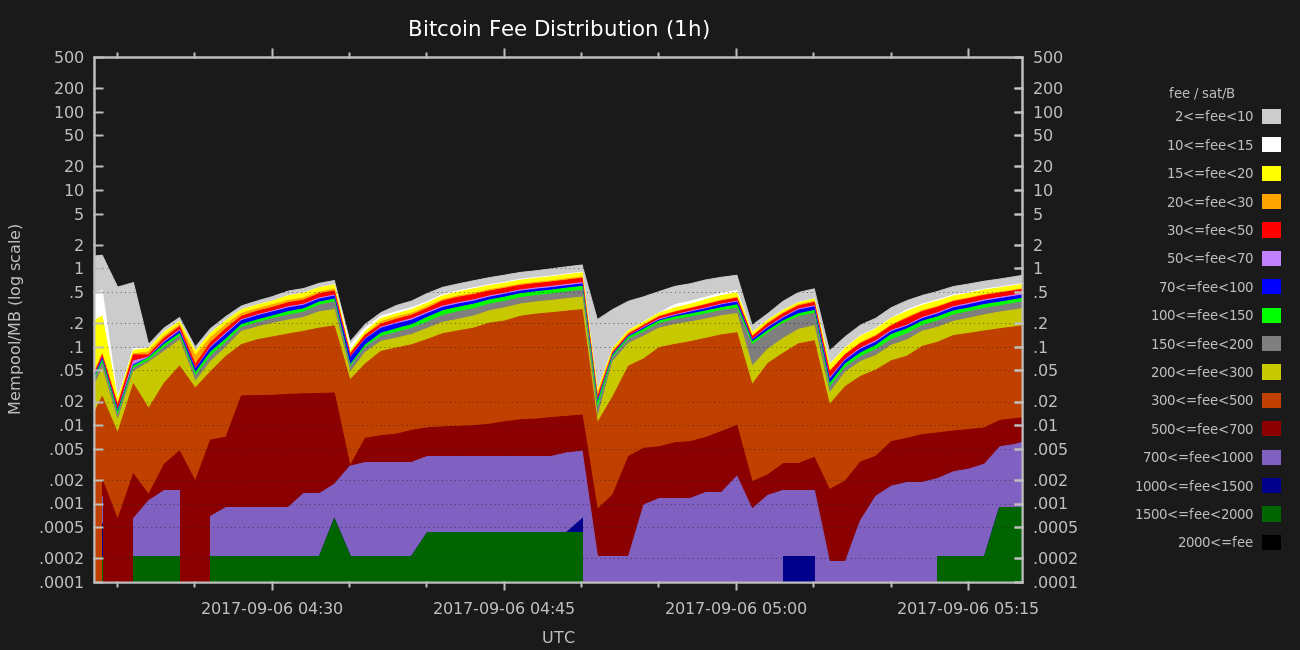 Bitcoin Fee Distribution (1h)
Mempool/MB (log scale)
500
200
100
50
20
10
5
2
1
.5
.2
.1
.05
.02
.01
.005
.002
.001
.0005
.0002
.0001
500
200
100
50
20
10
5
2
1
.5
.2
.1
.05
.02
.01
.005
.002
.001
.0005
.0002
.0001
2017-09-06 04:30
2017-09-06 04:45
2017-09-06 05:00
2017-09-06 05:15
UTC
fee / sat/B
2<=fee<10
10<=fee<15
15<=fee<20
20<=fee<30
30<=fee<50
50<=fee<70
70<=fee<100
100<=fee<150
150<=fee<200
200<=fee<300
300<=fee<500
500<=fee<700
700<=fee<1000
1000<=fee<1500
1500<=fee<2000
2000<=fee